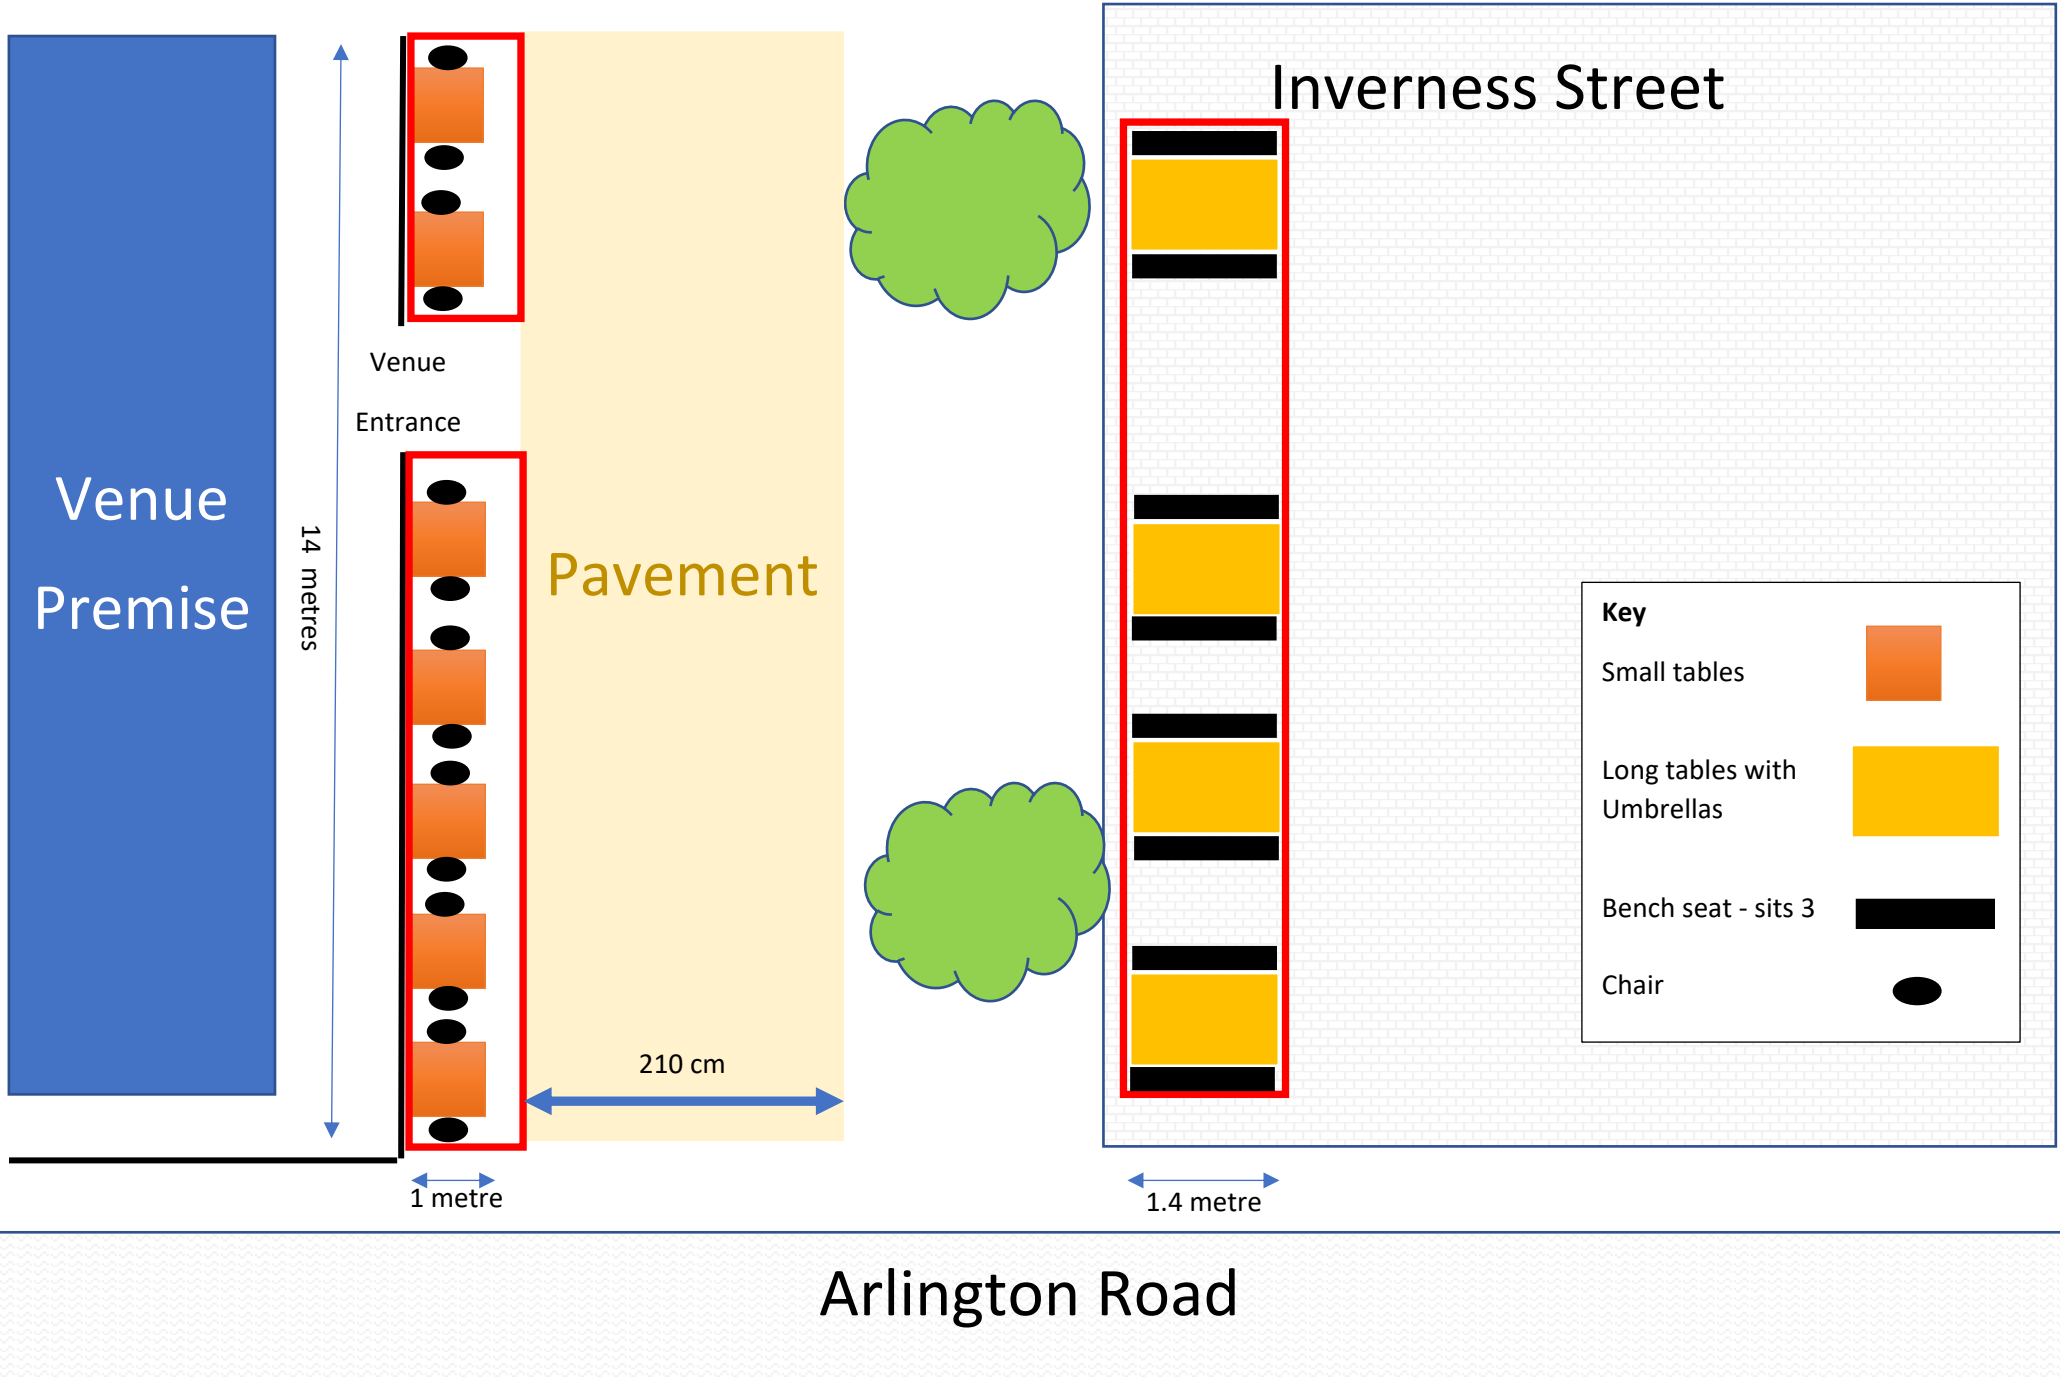 Inverness Street
Venue
Entrance
Venue
Premise
14 metres
Pavement
Key
Small tables
Long tables with
Umbrellas
Bench seat - sits 3
Chair
210 cm
1 metre
1.4 metre
Arlington Road